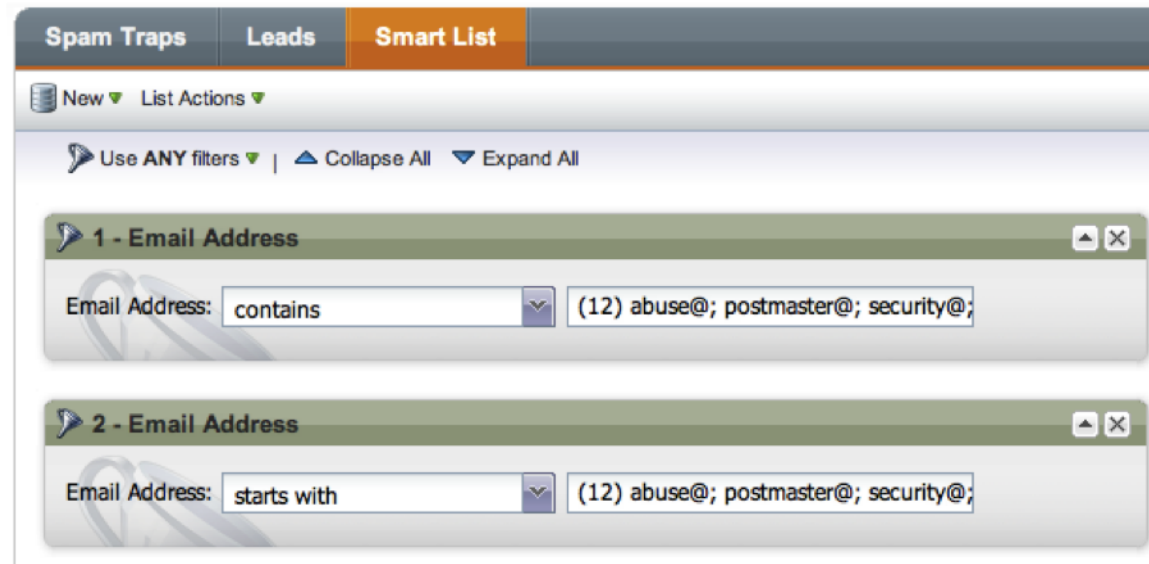 Spam Traps Leads Smart List
New List Actions
Use ANY filters | Collapse All Expand All
1 - Email Address
Email Address: contains (12) abuse@; postmaster@; security@;
2 - Email Address
Email Address: starts with (12) abuse@; postmaster@; security@;